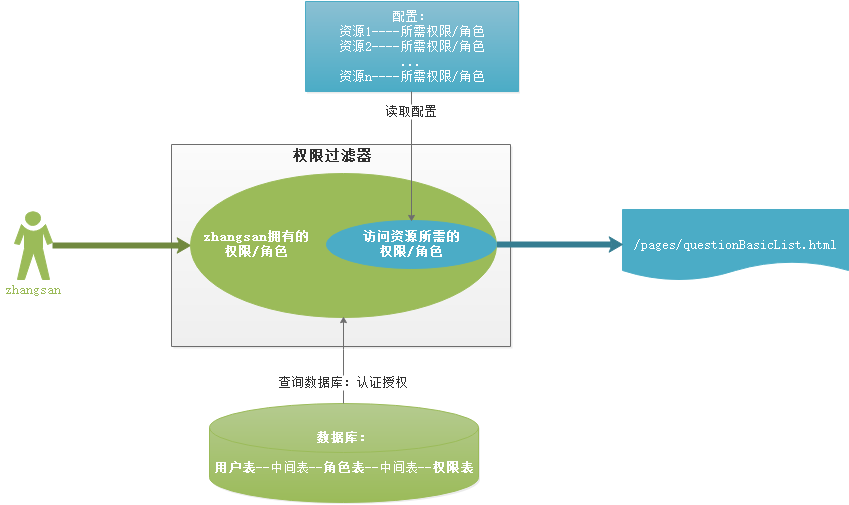 配置：
资源1----所需权限/角色
资源2----所需权限/角色
...
资源n----所需权限/角色
读取配置
权限过滤器
zhangsan拥有的
权限/角色
访问资源所需的
权限/角色
/pages/questionBasicList.html
zhangsan
查询数据库：认证授权
数据库：
用户表--中间表--角色表--中间表--权限表